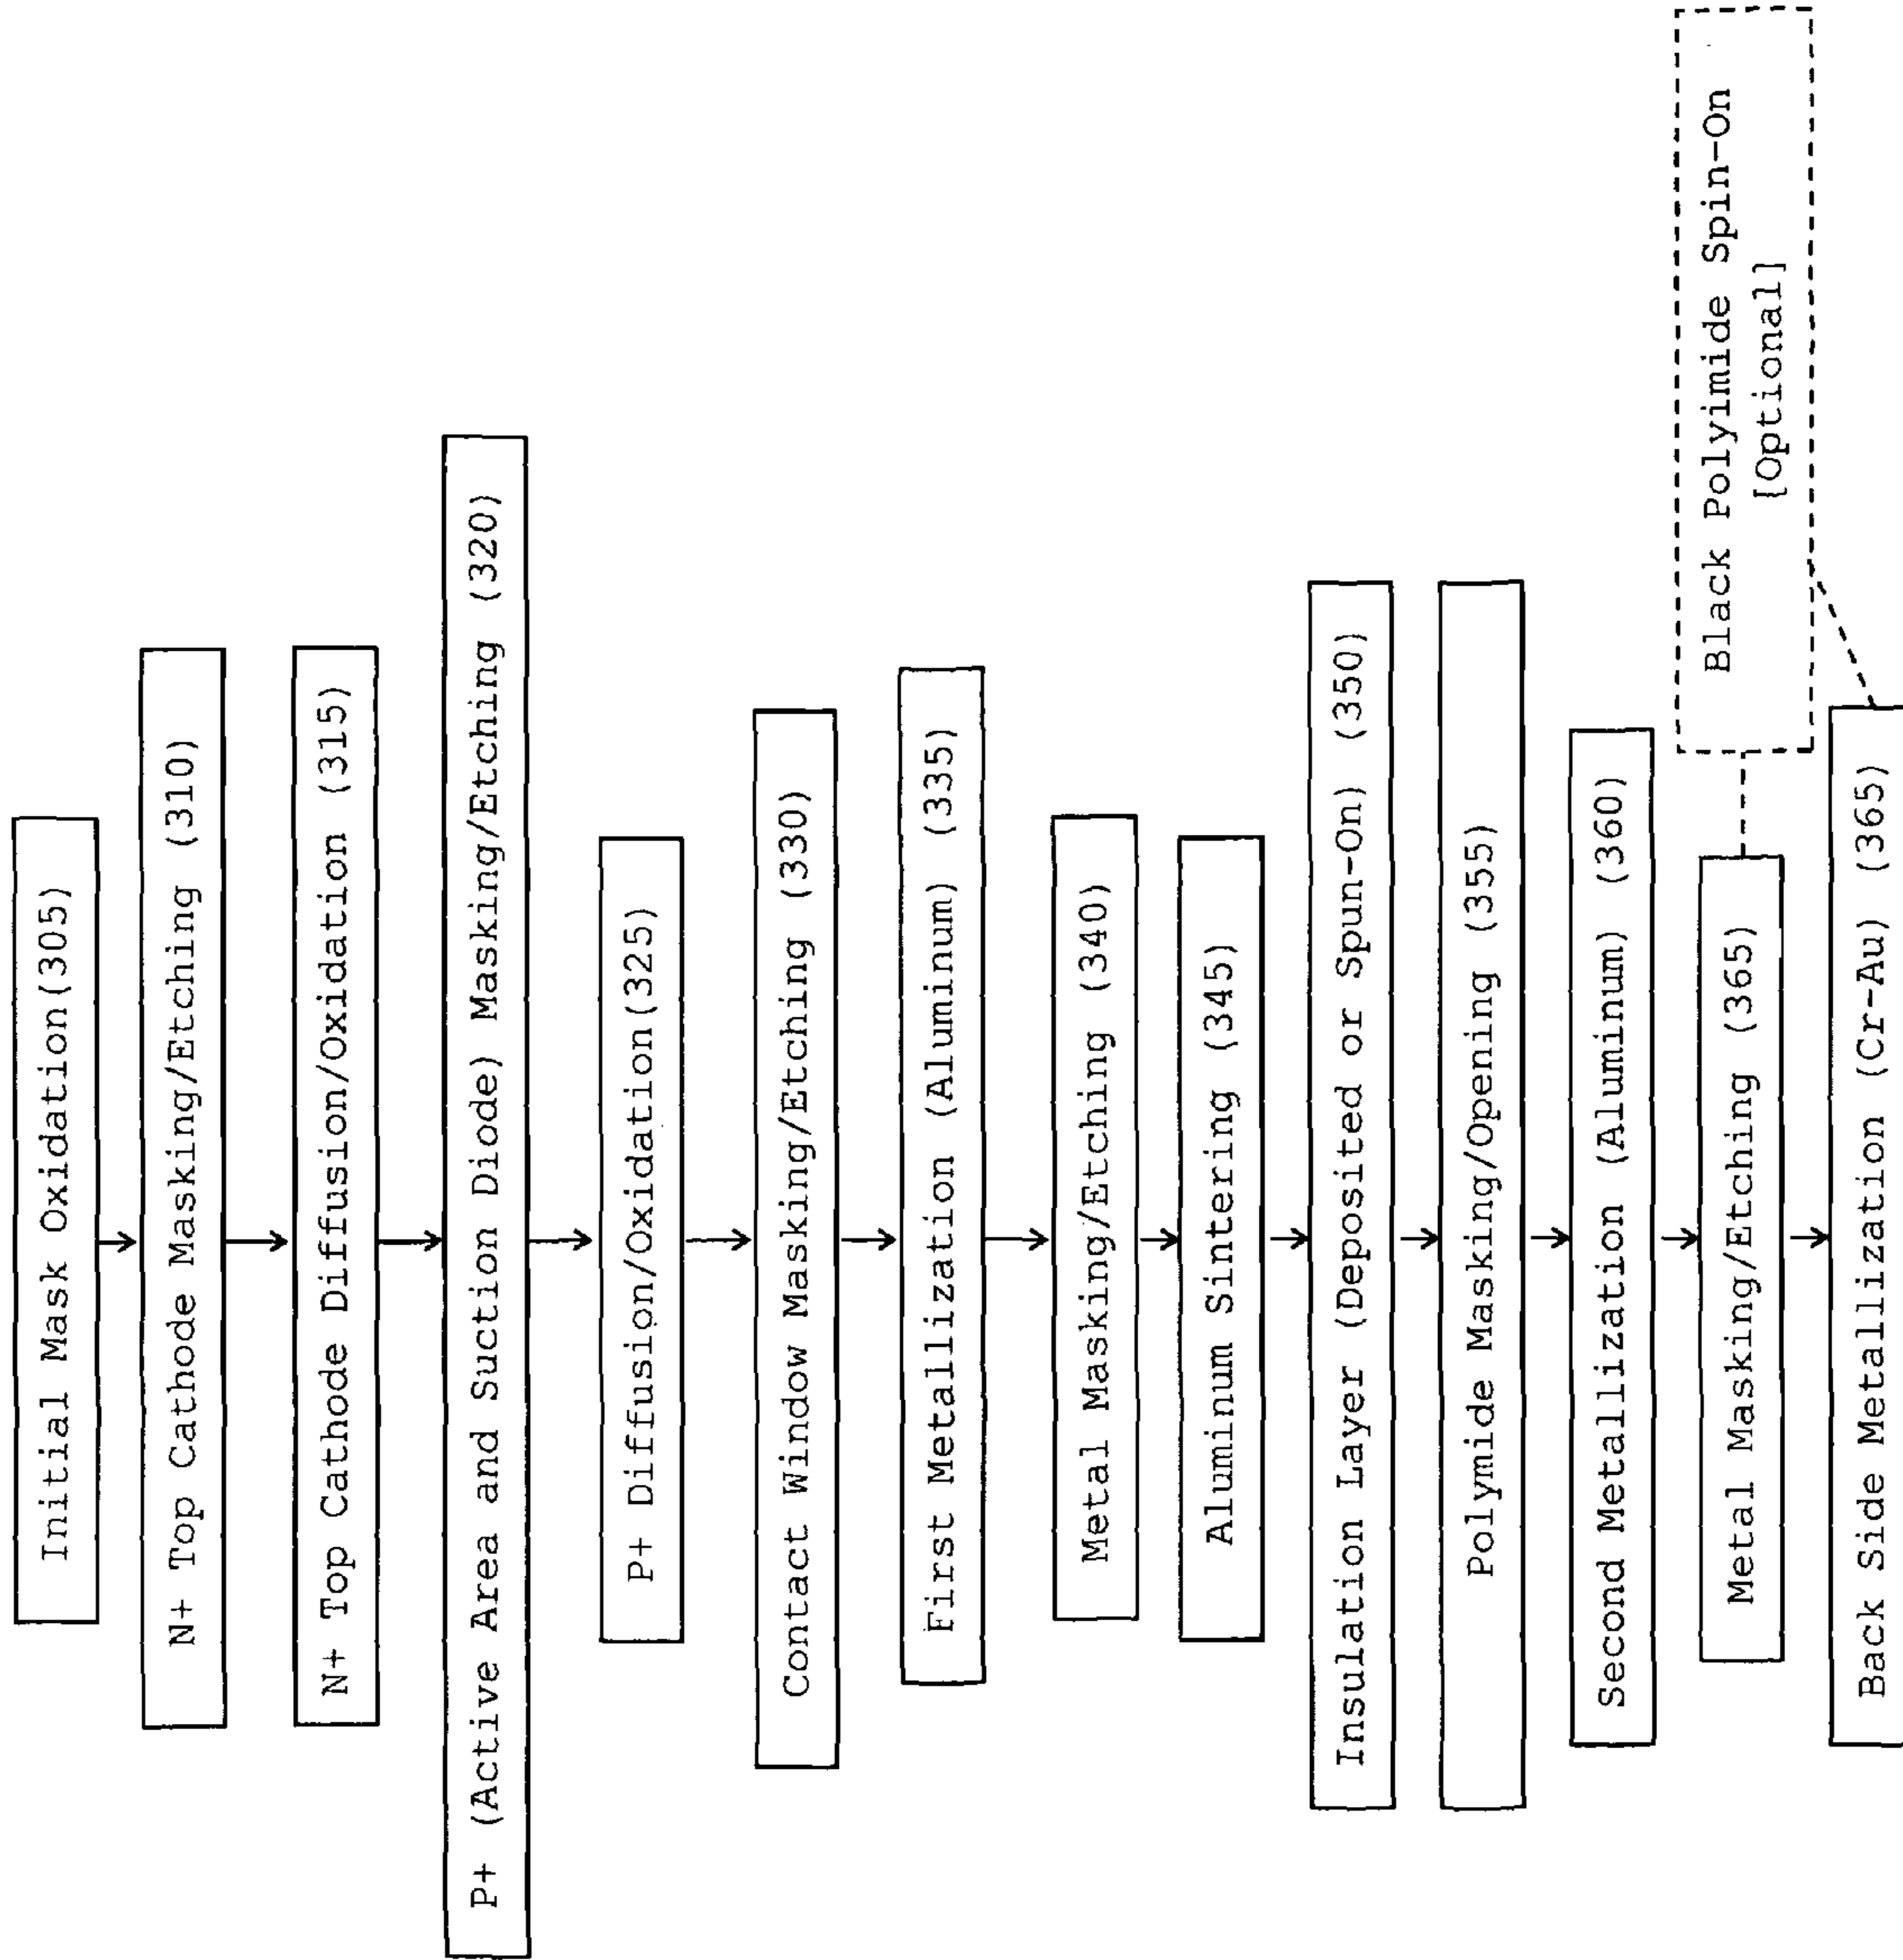 Initial Mask Oxidation(305)
N+ Top Cathode Masking/Etching (310)
N+ Top Cathode Diffusion/Oxidation (315)
P+ (Active Area and Suction Diode) Masking/Etching (320)
P+ Diffusion/Oxidation(325)
Contact Window Masking/Etching (330)
First Metallization (Aluminum) (335)
Metal Masking/Etching (340)
Aluminum Sintering (345)
Insulation Layer (Deposited or Spun-On) (350)
Polymide Masking/Opening (355)
Second Metallization (Aluminum) (360)
Metal Masking/Etching (365)
Black Polyimide Spin-On
[Optional]
Back Side Metallization (Cr-Au) (365)